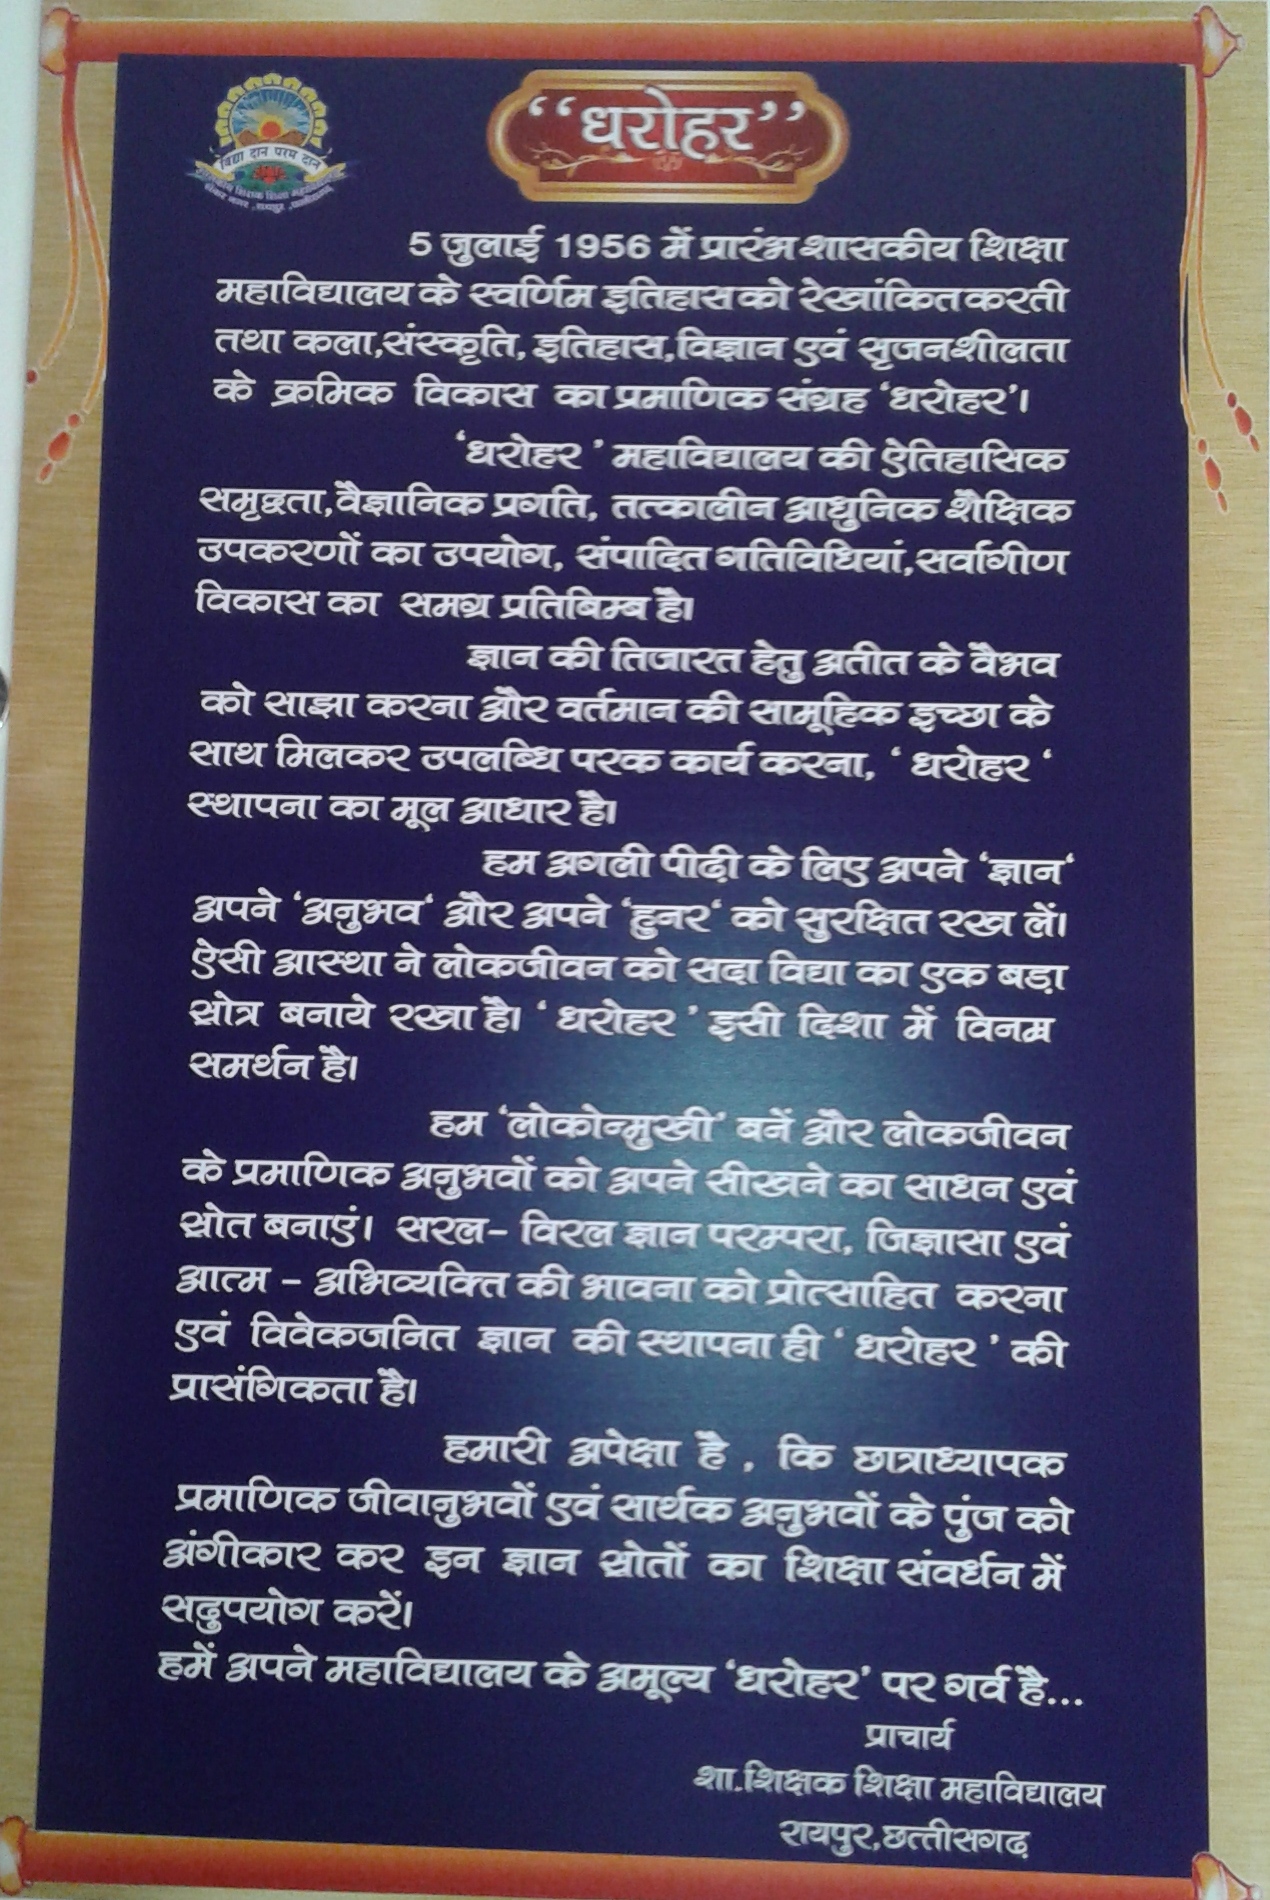 विद्या दान परम दान
"धरोहर"
5 जुलाई 1956 में प्रारंभ शासकीय शिक्षा
महाविद्यालय के स्वर्णिम इतिहास को रेखांकित करती
तथा कला,संस्कृति, इतिहास,विज्ञान एवं सृजनशीलता
के क्रमिक विकास का प्रमाणिक संग्रह 'धरोहर'।
'धरोहर ' महाविद्यालय की ऐतिहासिक
समृद्वता,वैज्ञानिक प्रगति, तत्कालीन आधुनिक शैक्षिक
उपकरणों का उपयोग, संपादित गतिविधियां,सर्वागीण
विकास का समग्र प्रतिबिम्ब है।
ज्ञान की तिजारत हेतु अतीत के वैभव
को साझा करना और वर्तमान की सामूहिक इच्छा के
साथ मिलकर उपलब्धि परक कार्य करना, ' धरोहर '
स्थापना का मूल आधार है।
हम अगली पीढ़ी के लिए अपने 'ज्ञान'
अपने 'अनुभव' और अपने 'हुनर' को सुरक्षित रख लें।
ऐसी आस्था ने लोकजीवन को सदा विद्या का एक बड़ा
स्रोत्र बनाये रखा है। ' धरोहर ' इसी दिशा में विनम्र
समर्थन है।
हम 'लोकोन्मुखी' बनें और लोकजीवन
के प्रमाणिक अनुभवों को अपने सीखने का साधन एवं
स्रोत बनाएं। सरल- विरल ज्ञान परम्परा, जिज्ञासा एवं
आत्म - अभिव्यक्ति की भावना को प्रोत्साहित करना
एवं विवेकजनित ज्ञान की स्थापना ही ' धरोहर ' की
प्रासंगिकता है।
हमारी अपेक्षा है , कि छात्राध्यापक
प्रमाणिक जीवानुभवों एवं सार्थक अनुभवों के पुंज को
अंगीकार कर इन ज्ञान स्रोतों का शिक्षा संवर्धन में
सदुपयोग करें।
हमें अपने महाविद्यालय के अमूल्य 'धरोहर' पर गर्व है...
प्राचार्य
शा.शिक्षक शिक्षा महाविद्यालय
रायपुर,छत्तीसगढ़